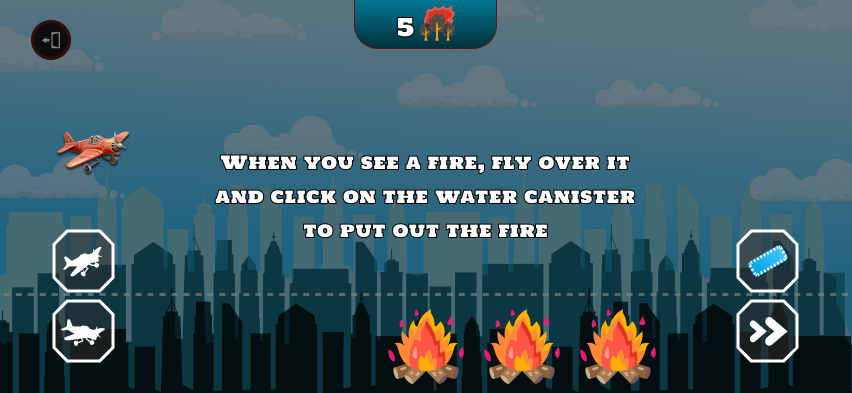 5
WHEN YOU SEE A FIRE, FLY OVER IT
AND CLICK ON THE WATER CANISTER
TO PUT OUT THE FIRE